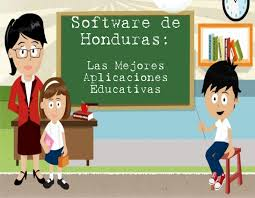 Software de
Honduras:
Las Mejores
Aplicaciones
Educativas